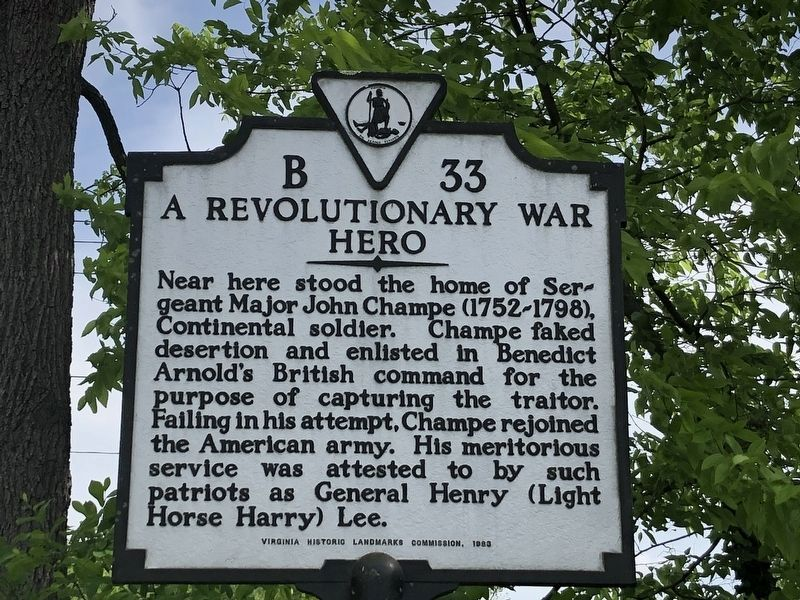 B 33
A REVOLUTIONARY WAR
HERO
Near here stood the home of Ser-
geant Major John Champe (1752-1798),
Continental soldier. Champe faked
desertion and enlisted in Benedict
Arnold's British command for the
purpose of capturing the traitor.
Failing in his attempt, Champe rejoined
the American army. His meritorious
service was attested to by such
patriots as General Henry (Light
Horse Harry) Lee.
VIRGINIA HISTORIC LANDMARKS COMMISSION, 1983